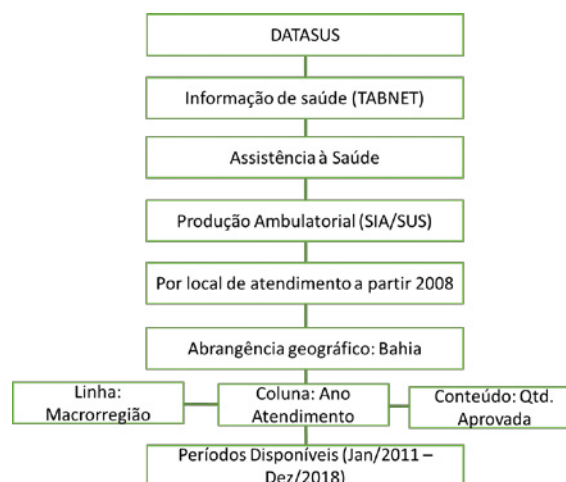 DATASUS
Informação de saúde (TABNET)
Assistência à Saúde
Produção Ambulatorial (SIA/SUS)
Por local de atendimento a partir 2008
Abrangência geográfico: Bahia
Linha:
Macrorregião
Coluna: Ano
Atendimento
Conteúdo: Qtd.
Aprovada
Períodos Disponíveis (Jan/2011 –
Dez/2018)